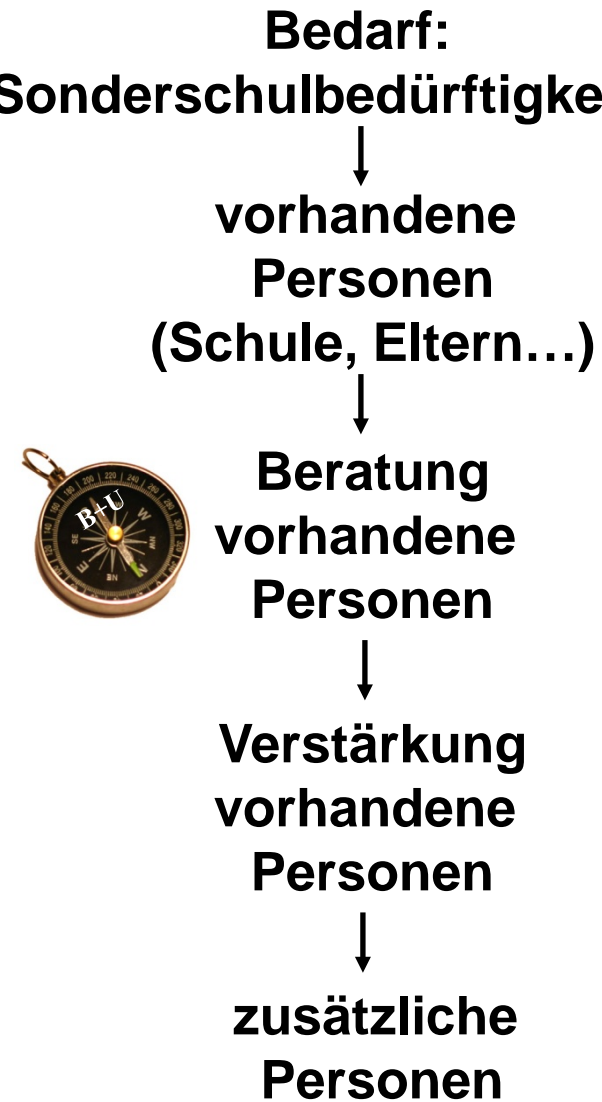 Bedarf:
Sonderschulbedürftigke
vorhandene
Personen
(Schule, Eltern…)
Beratung
vorhandene
Personen
B+U
Verstärkung
vorhandene
Personen
zusätzliche
Personen